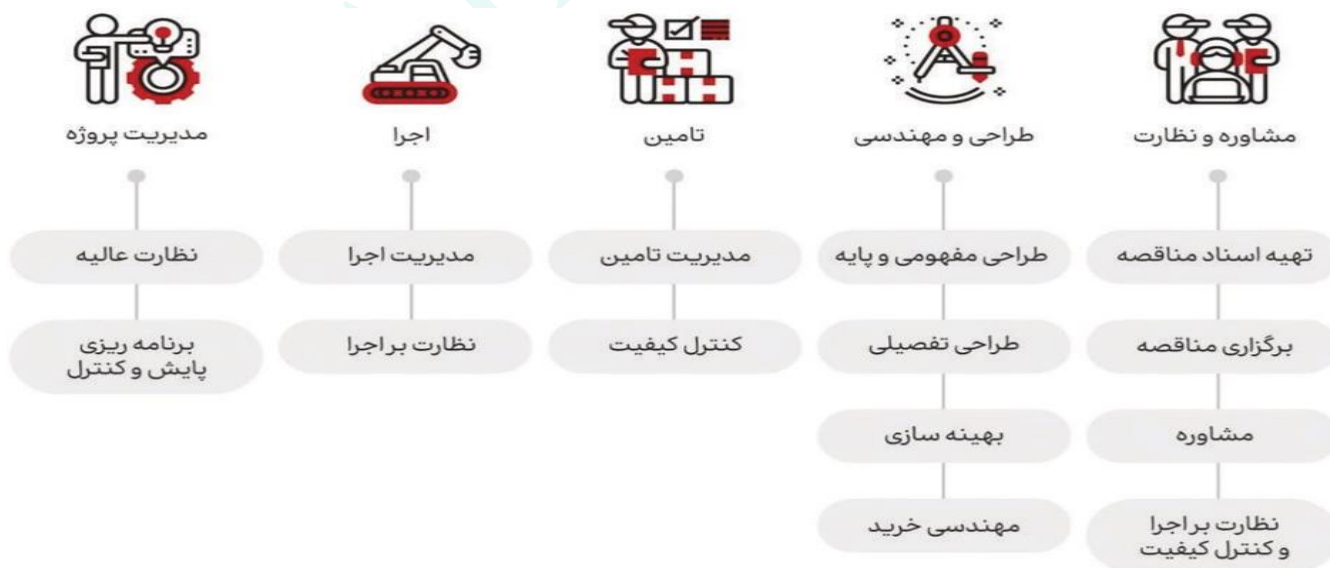 مشاوره و نظارت
تهیه اسناد مناقصه
برگزاری مناقصه
مشاوره
نظارت بر اجرا
و کنترل کیفیت
طراحی و مهندسی
طراحی مفهومی و پایه
طراحی تفصیلی
بهینه سازی
مهندسی خرید
تامین
مدیریت تامین
کنترل کیفیت
اجرا
مدیریت اجرا
نظارت بر اجرا
مدیریت پروژه
نظارت عالیه
برنامه ریزی
پایش و کنترل